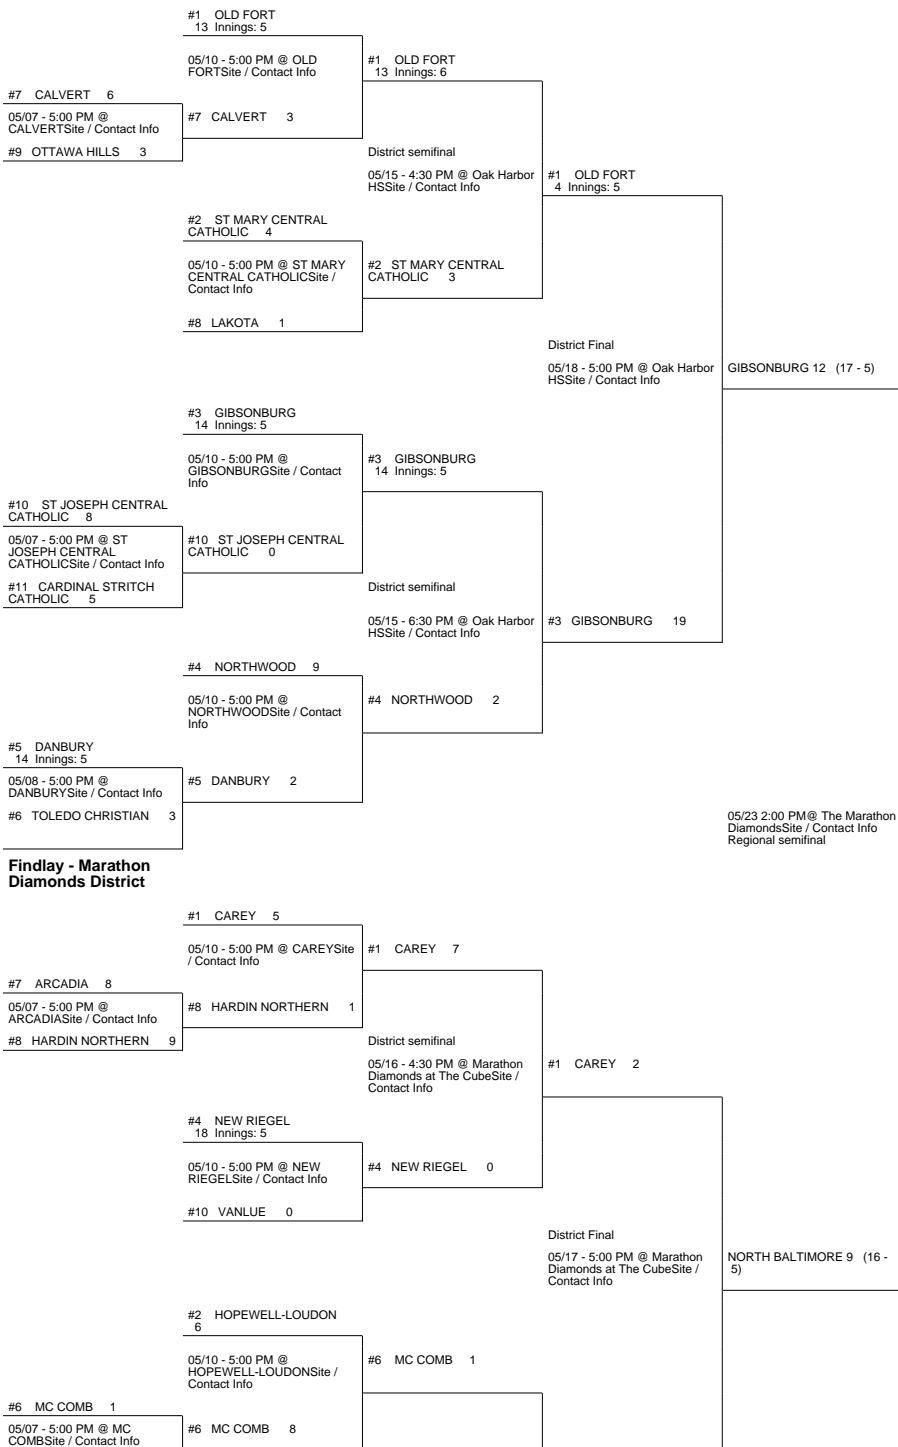 #1 OLD FORT
13 Innings: 5
05/10 - 5:00 PM @ OLD
FORTSite / Contact Info
#1 OLD FORT
13 Innings: 6
#7 CALVERT 6
05/07 - 5:00 PM @
CALVERTSite / Contact Info
#7 CALVERT 3
#9 OTTAWA HILLS 3
District semifinal
05/15 - 4:30 PM @ Oak Harbor
HSSite / Contact Info
#1 OLD FORT
4 Innings: 5
#2 ST MARY CENTRAL
CATHOLIC 4
05/10 - 5:00 PM @ ST MARY
CENTRAL CATHOLICSite /
Contact Info
#2 ST MARY CENTRAL
CATHOLIC 3
#8 LAKOTA 1
District Final
05/18 - 5:00 PM @ Oak Harbor
HSSite / Contact Info
GIBSONBURG 12 (17 - 5)
#3 GIBSONBURG
14 Innings: 5
05/10 - 5:00 PM @
GIBSONBURGSite / Contact
Info
#3 GIBSONBURG
14 Innings: 5
#10 ST JOSEPH CENTRAL
CATHOLIC 8
05/07 - 5:00 PM @ ST
JOSEPH CENTRAL
CATHOLICSite / Contact Info
#10 ST JOSEPH CENTRAL
CATHOLIC 0
#11 CARDINAL STRITCH
CATHOLIC 5
District semifinal
05/15 - 6:30 PM @ Oak Harbor
HSSite / Contact Info
#3 GIBSONBURG 19
#4 NORTHWOOD 9
05/10 - 5:00 PM @
NORTHWOODSite / Contact
Info
#4 NORTHWOOD 2
#5 DANBURY
14 Innings: 5
05/08 - 5:00 PM @
DANBURYSite / Contact Info
#5 DANBURY 2
#6 TOLEDO CHRISTIAN 3
05/23 2:00 PM@ The Marathon
DiamondsSite / Contact Info
Regional semifinal
Findlay - Marathon
Diamonds District
#1 CAREY 5
05/10 - 5:00 PM @ CAREYSite
/ Contact Info
#1 CAREY 7
#7 ARCADIA 8
05/07 - 5:00 PM @
ARCADIASite / Contact Info
#8 HARDIN NORTHERN 1
#8 HARDIN NORTHERN 9
District semifinal
05/16 - 4:30 PM @ Marathon
Diamonds at The CubeSite /
Contact Info
#1 CAREY 2
#4 NEW RIEGEL
18 Innings: 5
05/10 - 5:00 PM @ NEW
RIEGELSite / Contact Info
#4 NEW RIEGEL 0
#10 VANLUE 0
District Final
05/17 - 5:00 PM @ Marathon
Diamonds at The CubeSite /
Contact Info
NORTH BALTIMORE 9 (16 -
5)
#2 HOPEWELL-LOUDON
6
05/10 - 5:00 PM @
HOPEWELL-LOUDONSite /
Contact Info
#6 MC COMB 1
#6 MC COMB 1
05/07 - 5:00 PM @ MC
COMBSite / Contact Info
#6 MC COMB 8